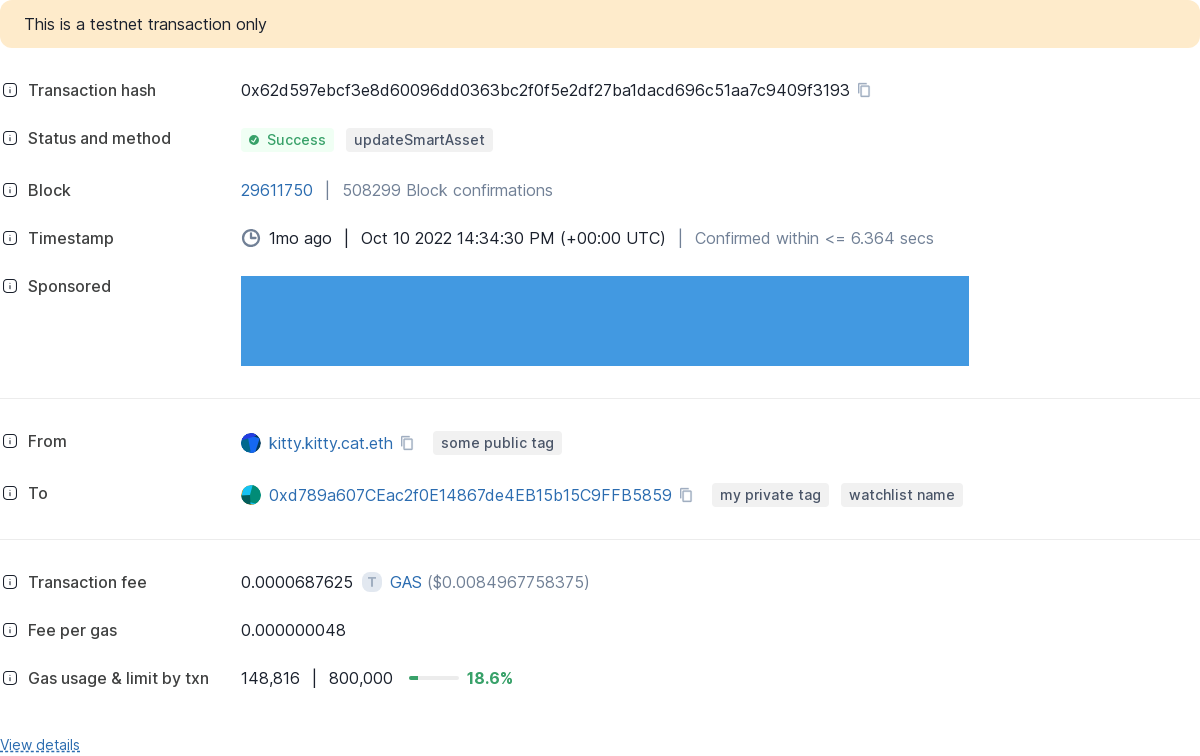 This is a testnet transaction only
Transaction hash 0x62d597ebcf3e8d60096dd0363bc2f0f5e2df27ba1dacd696c51aa7c9409f3193
Status and method Success updateSmartAsset
Block 29611750 | 508299 Block confirmations
Timestamp 1mo ago | Oct 10 2022 14:34:30 PM (+00:00 UTC) | Confirmed within <= 6.364 secs
Sponsored
From kitty.kitty.cat.eth some public tag
To 0xd789a607CEac2f0E14867de4EB15b15C9FFB5859 my private tag watchlist name
Transaction fee 0.0000687625 T GAS ($0.0084967758375)
Fee per gas 0.000000048
Gas usage & limit by txn 148,816 | 800,000 18.6%
View details